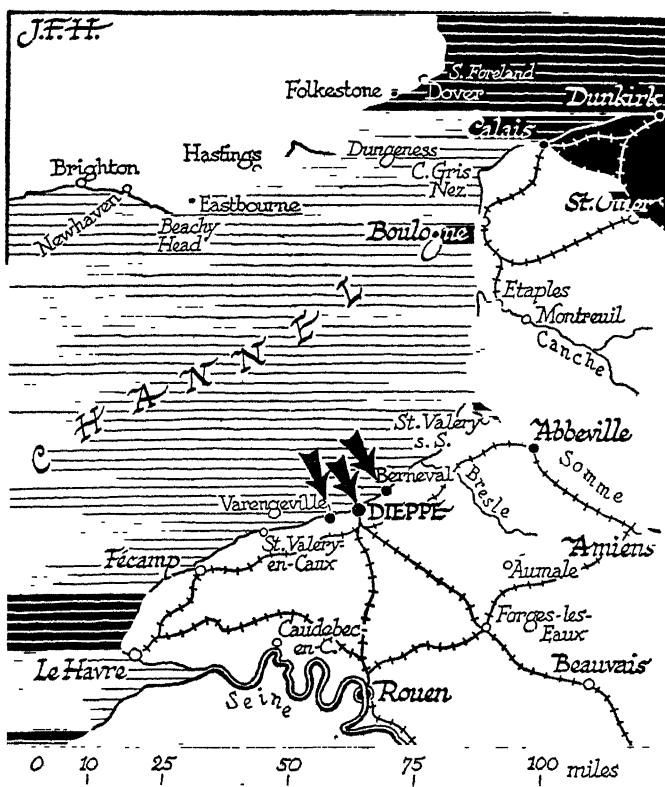 J.F.H.
S. Foreland
Folkestone
Dover
Dunkirk
Calais
Hastings
Dungeness
C. Gris
Nez
Brighton
Newhaven
Eastbourne
Beachy
Head
St. Omer
Boulogne
Etaples
Montreuil
Canche
CHANNEL
St. Valery
s. S.
Abbeville
Somme
Berneval
Bresle
Varengeville
DIEPPE
St. Valery-
en-Caux
Fécamp
Amiens
Aumale
Forges-les-
Eaux
Caudebec-
en-C.
Le Havre
Beauvais
Seine
Rouen
0 10 25 50 75 100 miles